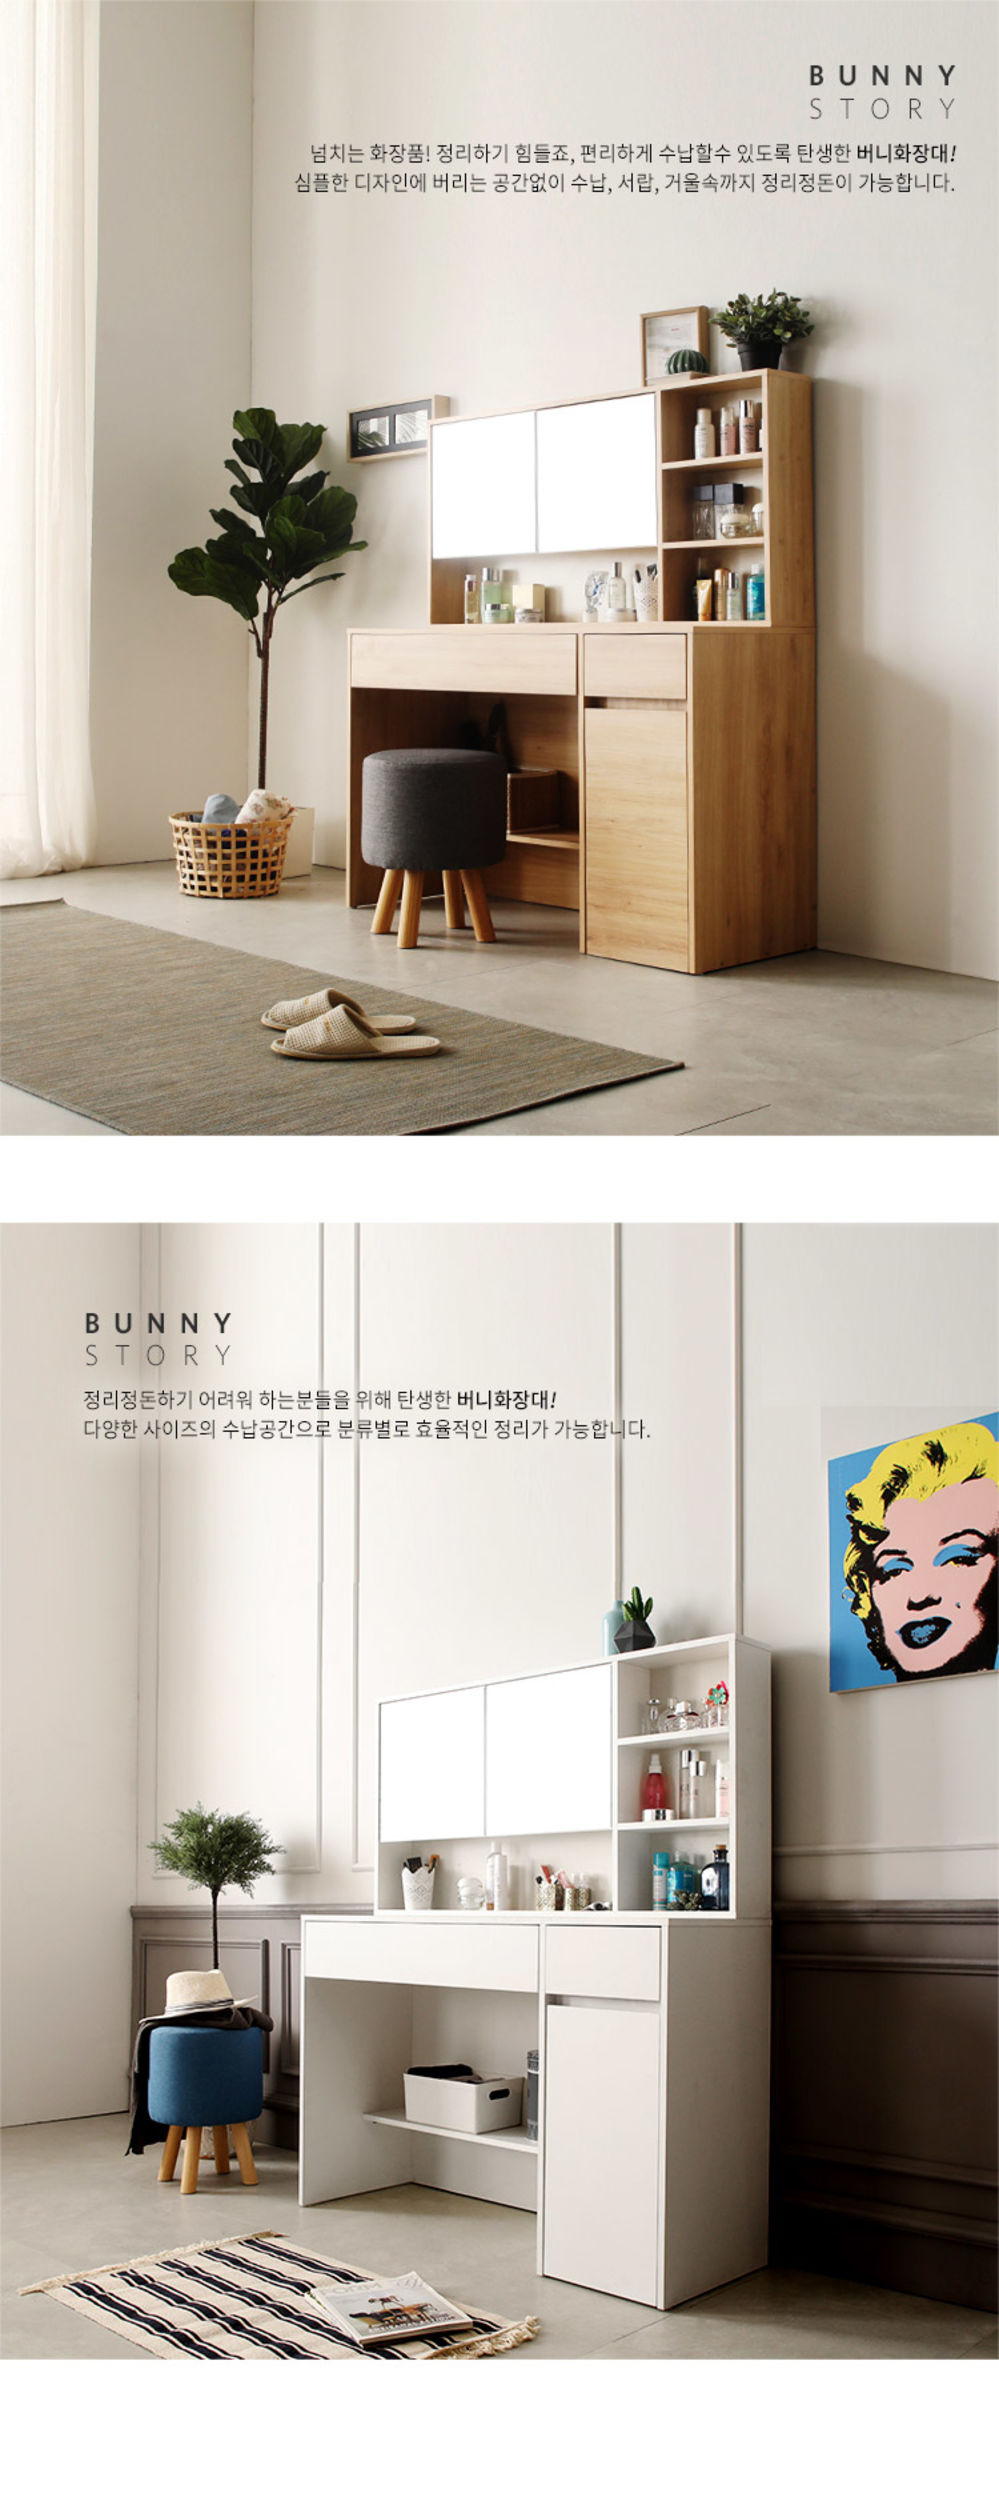 BUNNY
STORY
넘치는 화장품! 정리하기 힘들죠, 편리하게 수납할수 있도록 탄생한 버니화장대!
심플한 디자인에 버리는 공간없이 수납, 서랍, 거울속까지 정리정돈이 가능합니다.
BUNNY
STORY
정리정돈하기 어려워 하는분들을 위해 탄생한 버니화장대!
다양한 사이즈의 수납공간으로 분류별로 효율적인 정리가 가능합니다.